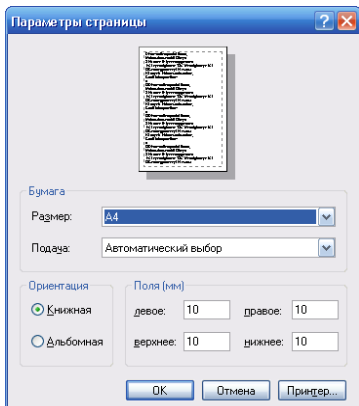 Параметры страницы
Бумага
Размер: A4
Подача: Автоматический выбор
Ориентация
Книжная
Альбомная
Поля (мм)
левое: 10 правое: 10
верхнее: 10 нижнее: 10
OK Отмена Принтер...